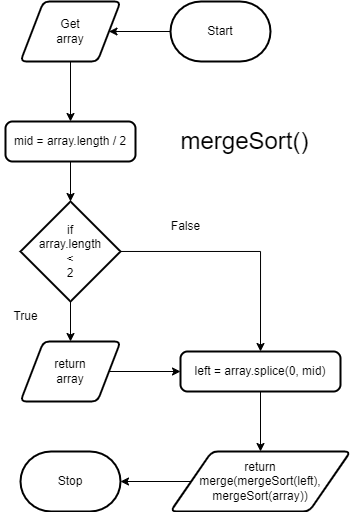 Get
array
Start
mid = array.length / 2
mergeSort()
if
array.length
<
2
False
True
return
array
left = array.splice(0, mid)
Stop
return
merge(mergeSort(left),
mergeSort(array))